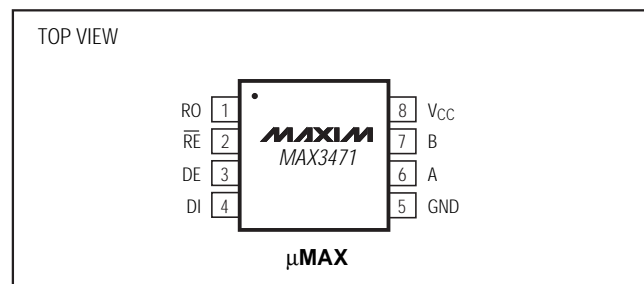 TOP VIEW
RO 1 8 VCC
RE 2 MAXIM 7 B
MAX3471
DE 3 6 A
DI 4 5 GND
µMAX